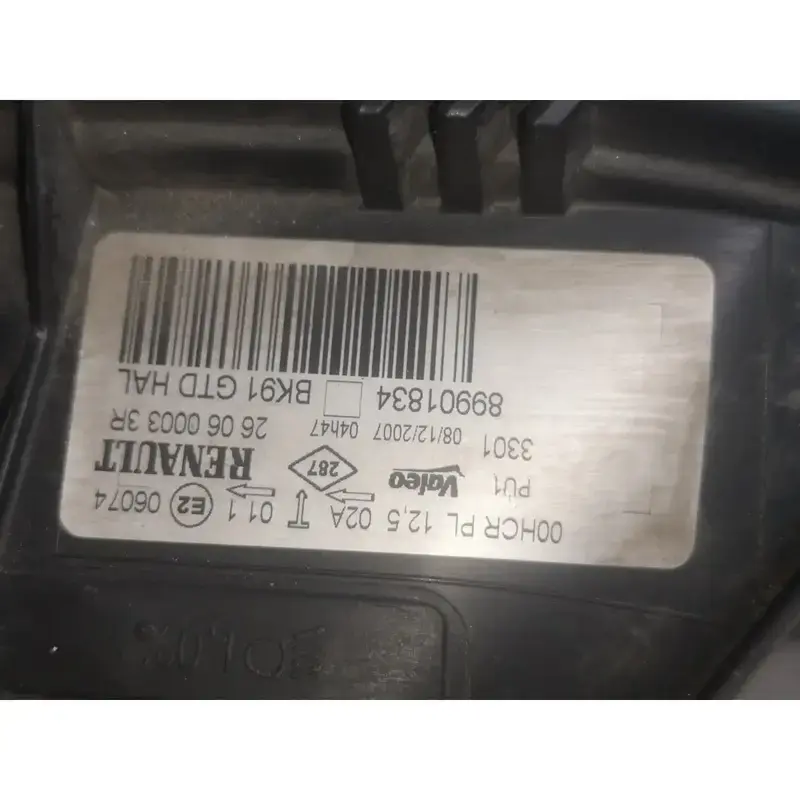 00HCR PL 12,5 02A 01 1 E2 06074
PU1 Valeo 287 RENAULT
3301 08/12/2007 04h47 26 06 0003 3R
89901834 BK91 GTD HAL